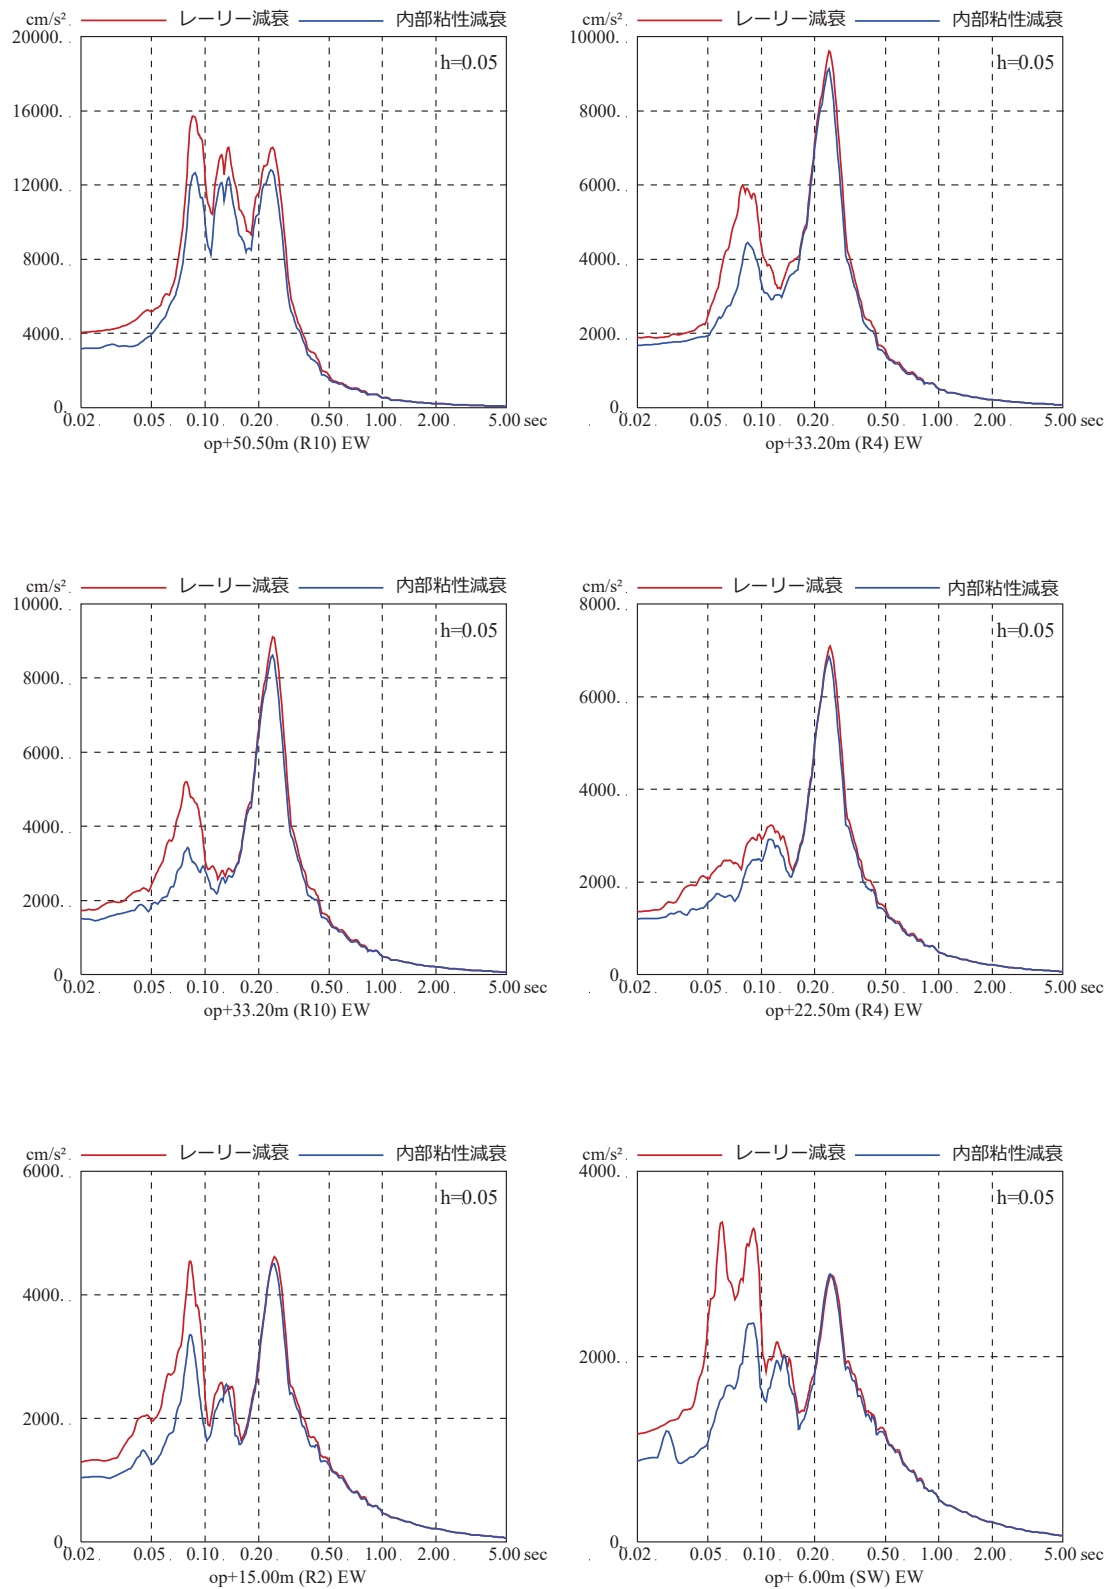 cm/s². レーリー減衰 内部粘性減衰
20000.
h=0.05
16000.
12000.
8000.
4000.
0.
0.02 0.05 0.10 0.20 0.50 1.00 2.00 5.00 sec
op+50.50m (R10) EW
cm/s². レーリー減衰 内部粘性減衰
10000.
h=0.05
8000.
6000.
4000.
2000.
0.
0.02 0.05 0.10 0.20 0.50 1.00 2.00 5.00 sec
op+33.20m (R4) EW
cm/s². レーリー減衰 内部粘性減衰
10000.
h=0.05
8000.
6000.
4000.
2000.
0.
0.02 0.05 0.10 0.20 0.50 1.00 2.00 5.00 sec
op+33.20m (R10) EW
cm/s². レーリー減衰 内部粘性減衰
8000.
h=0.05
6000.
4000.
2000.
0.
0.02 0.05 0.10 0.20 0.50 1.00 2.00 5.00 sec
op+22.50m (R4) EW
cm/s². レーリー減衰 内部粘性減衰
6000.
h=0.05
4000.
2000.
0.
0.02 0.05 0.10 0.20 0.50 1.00 2.00 5.00 sec
op+15.00m (R2) EW
cm/s². レーリー減衰 内部粘性減衰
4000.
h=0.05
2000.
0.
0.02 0.05 0.10 0.20 0.50 1.00 2.00 5.00 sec
op+ 6.00m (SW) EW